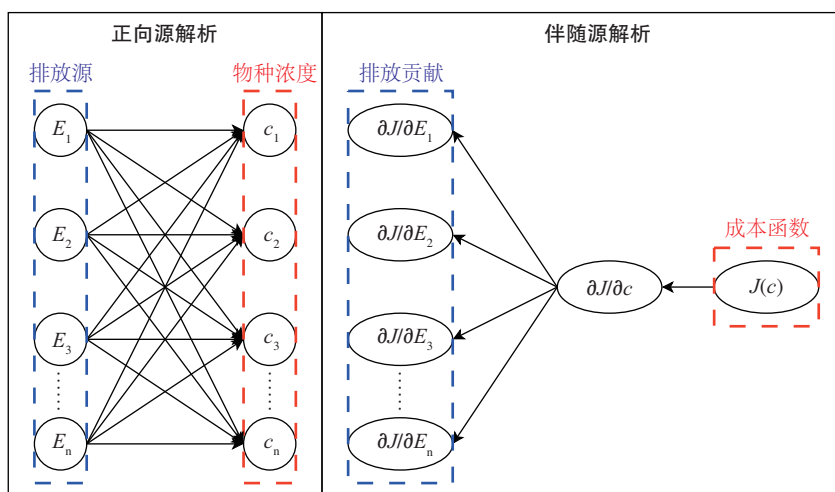 正向源解析
排放源
物种浓度
E1
c1
E2
c2
E3
c3
......
......
En
cn
伴随源解析
排放贡献
∂J/∂E1
∂J/∂E2
∂J/∂E3
......
∂J/∂En
∂J/∂c
成本函数
J(c)